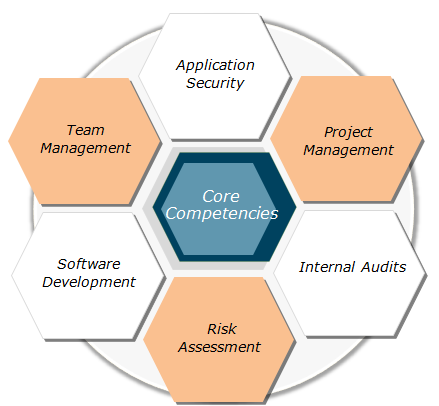 Application
Security
Team
Management
Project
Management
Core
Competencies
Software
Development
Internal Audits
Risk
Assessment